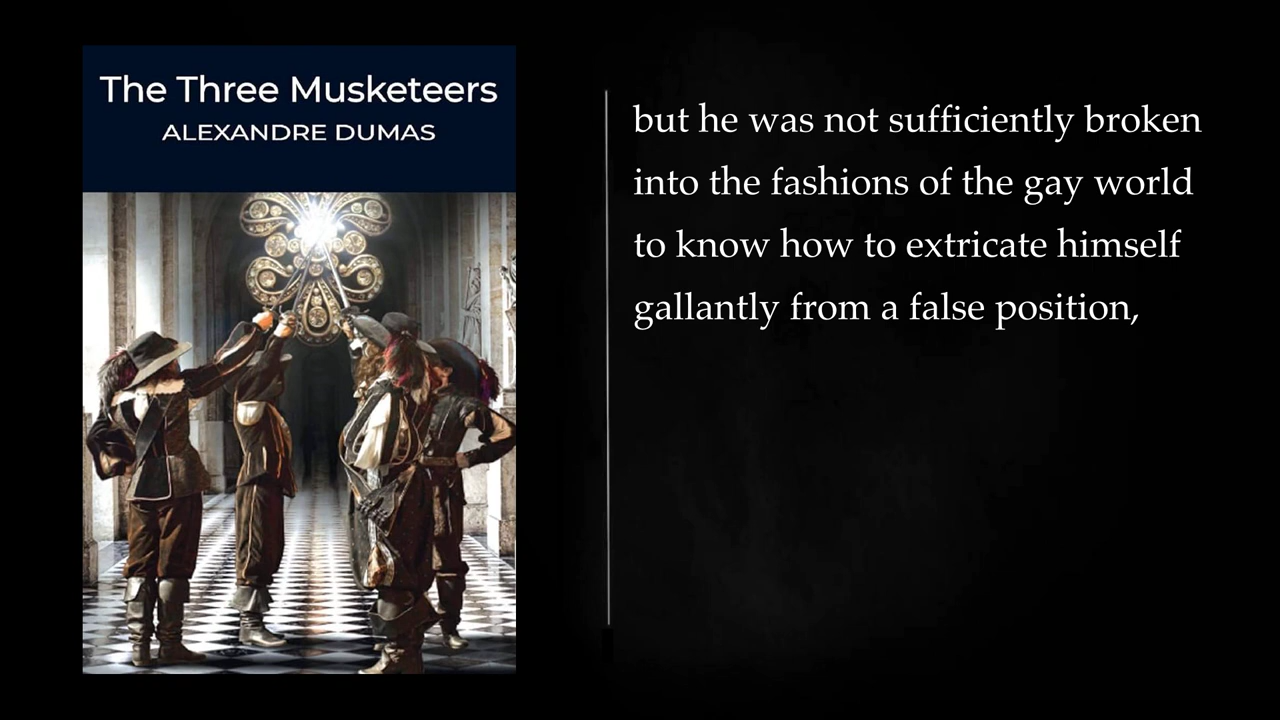 The Three Musketeers
ALEXANDRE DUMAS
but he was not sufficiently broken
into the fashions of the gay world
to know how to extricate himself
gallantly from a false position,